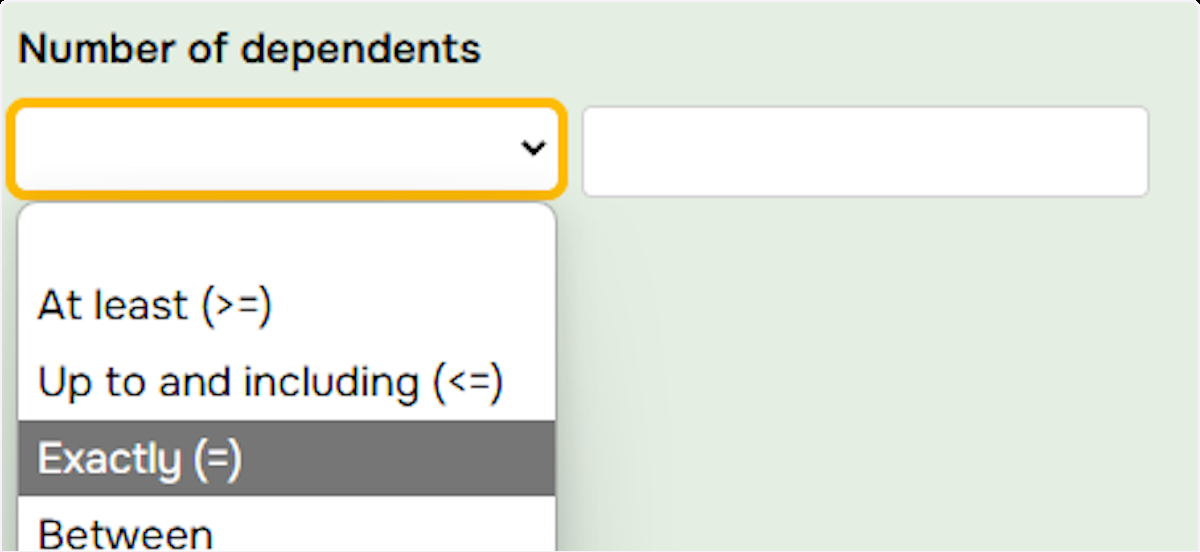 Number of dependents
At least (>=)
Up to and including (<=)
Exactly (=)
Between